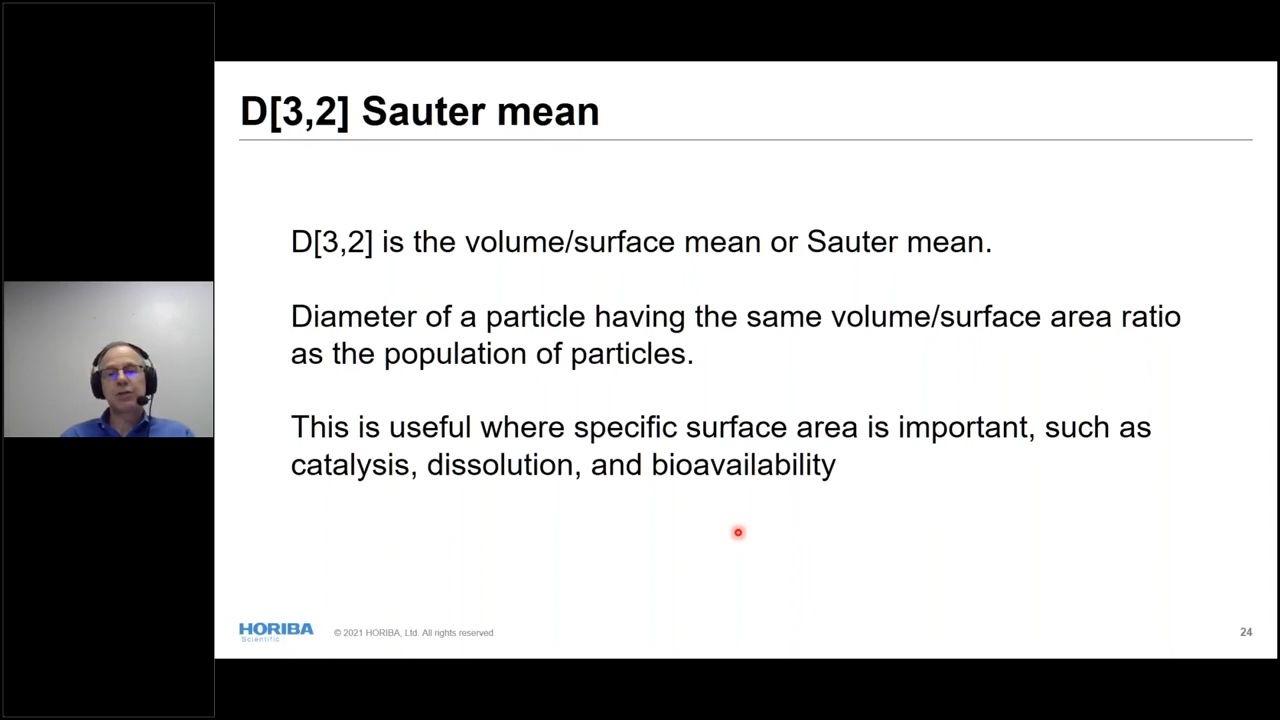 D[3,2] Sauter mean
D[3,2] is the volume/surface mean or Sauter mean.
Diameter of a particle having the same volume/surface area ratio
as the population of particles.
This is useful where specific surface area is important, such as
catalysis, dissolution, and bioavailability
HORIBA
Scientific
© 2021 HORIBA, Ltd. All rights reserved.
24